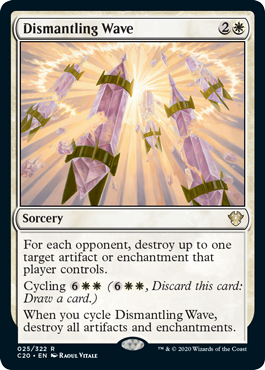 Dismantling Wave 2
Sorcery
For each opponent, destroy up to one
target artifact or enchantment that
player controls.
Cycling 6 (6, Discard this card:
Draw a card.)
When you cycle Dismantling Wave,
destroy all artifacts and enchantments.
025/322 R
C20 • EN Raoul Vitale
™ & © 2020 Wizards of the Coast